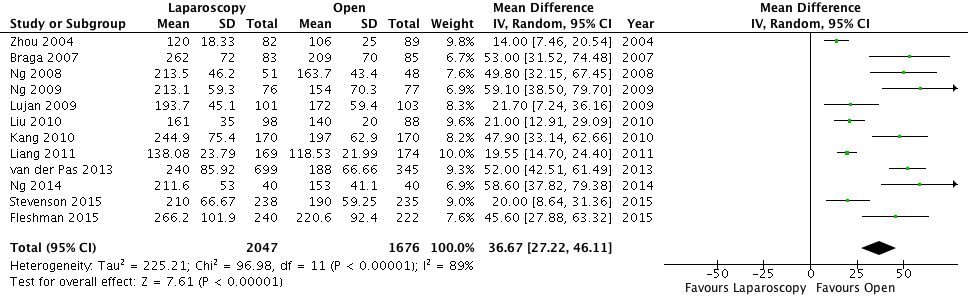 Laparoscopy Open Mean Difference Mean Difference
Study or Subgroup Mean SD Total Mean SD Total Weight IV, Random, 95% CI Year IV, Random, 95% CI
Zhou 2004 120 18.33 82 106 25 89 9.8% 14.00 [7.46, 20.54] 2004
Braga 2007 262 72 83 209 70 85 6.7% 53.00 [31.52, 74.48] 2007
Ng 2008 213.5 46.2 51 163.7 43.4 48 7.6% 49.80 [32.15, 67.45] 2008
Ng 2009 213.1 59.3 76 154 70.3 77 6.9% 59.10 [38.50, 79.70] 2009
Lujan 2009 193.7 45.1 101 172 59.4 103 8.4% 21.70 [7.24, 36.16] 2009
Liu 2010 161 35 98 140 20 88 9.6% 21.00 [12.91, 29.09] 2010
Kang 2010 244.9 75.4 170 197 62.9 170 8.3% 47.90 [33.14, 62.66] 2010
Liang 2011 138.08 23.79 169 118.53 21.99 174 10.0% 19.55 [14.70, 24.40] 2011
van der Pas 2013 240 85.92 699 188 66.66 345 9.3% 52.00 [42.51, 61.49] 2013
Ng 2014 211.6 53 40 153 41.1 40 6.9% 58.60 [37.82, 79.38] 2014
Stevenson 2015 210 66.67 238 190 59.25 235 8.9% 20.00 [8.64, 31.36] 2015
Fleshman 2015 266.2 101.9 240 220.6 92.4 222 7.6% 45.60 [27.88, 63.32] 2015
Total (95% CI) 2047 1676 100.0% 36.67 [27.22, 46.11]
Heterogeneity: Tau² = 225.21; Chi² = 96.98, df = 11 (P < 0.00001); I² = 89%
Test for overall effect: Z = 7.61 (P < 0.00001)
-50 -25 0 25 50
Favours Laparoscopy Favours Open